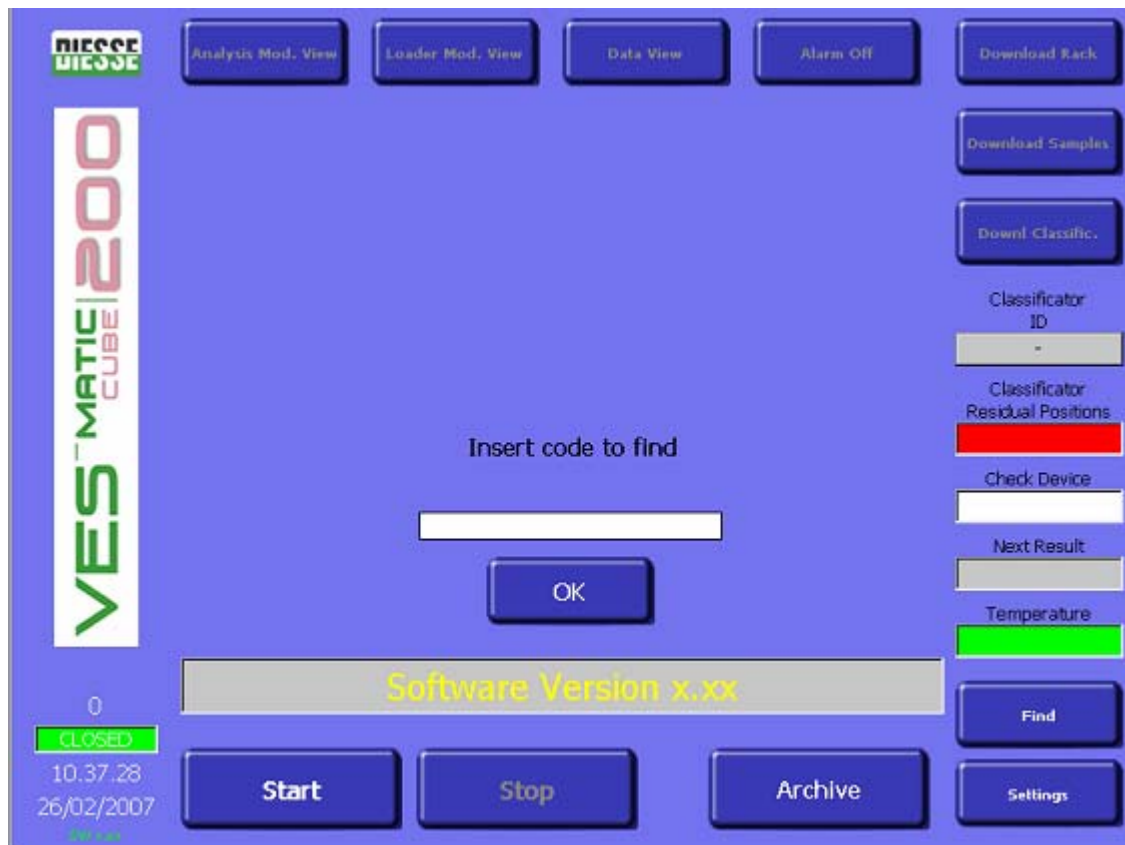 DIESSE
Analysis Mod. View
Loader Mod. View
Data View
Alarm Off
Download Rack
Download Samples
Downl Classific.
VES-MATIC
CUBE
200
Classificator
ID
-
Classificator
Residual Positions
Check Device
Next Result
Temperature
Insert code to find
OK
Software Version x.xx
0
CLOSED
10.37.28
26/02/2007
Start
Stop
Archive
Find
Settings